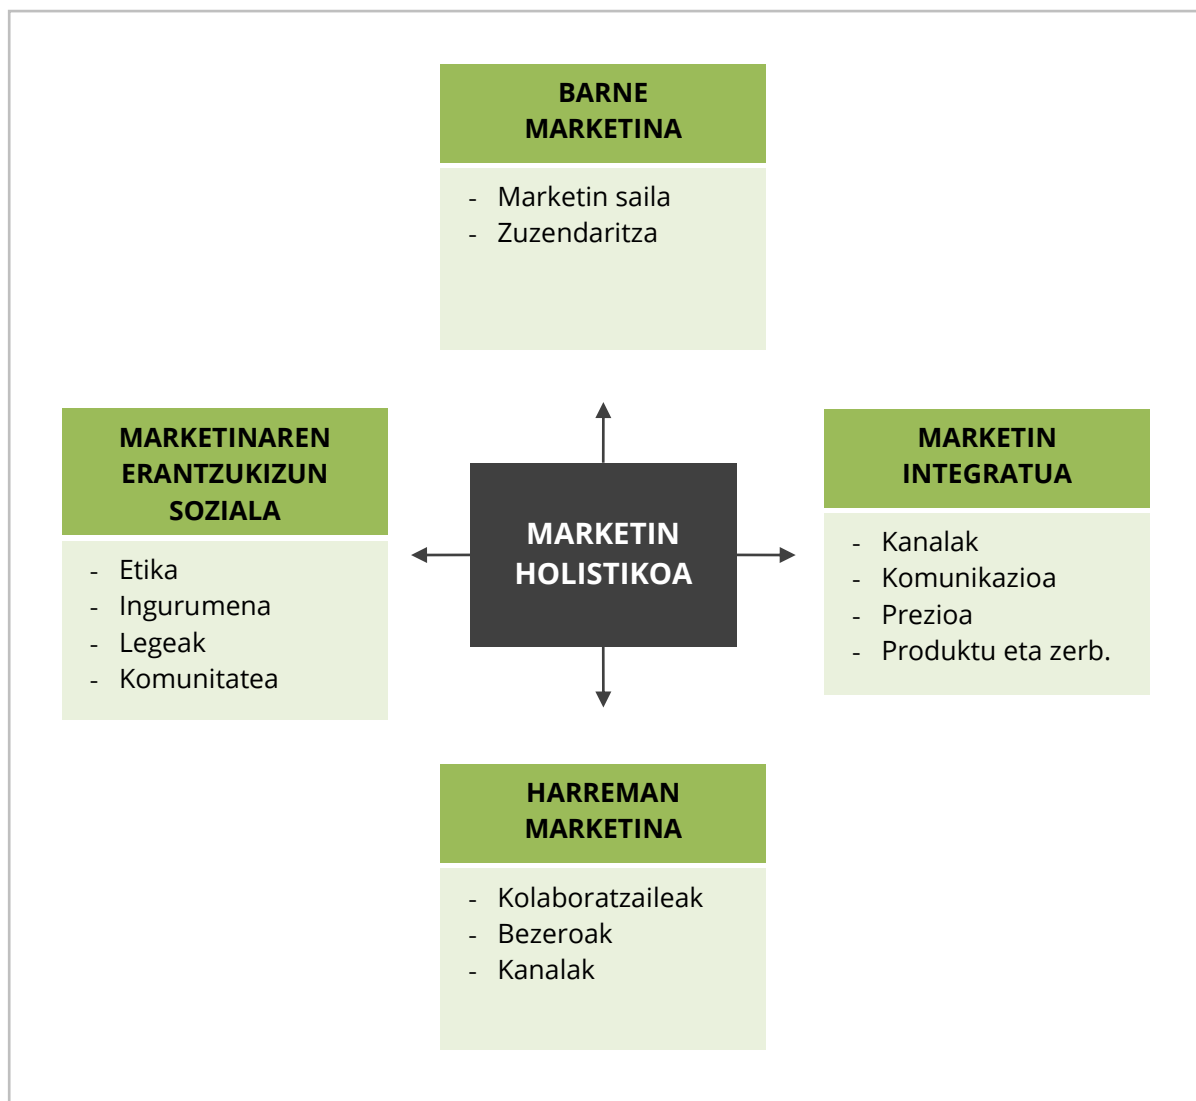 BARNE
MARKETINA
- Marketin saila
- Zuzendaritza
MARKETINAREN
ERANTZUKIZUN
SOZIALA
- Etika
- Ingurumena
- Legeak
- Komunitatea
MARKETIN
HOLISTIKOA
MARKETIN
INTEGRATUA
- Kanalak
- Komunikazioa
- Prezioa
- Produktu eta zerb.
HARREMAN
MARKETINA
- Kolaboratzaileak
- Bezeroak
- Kanalak